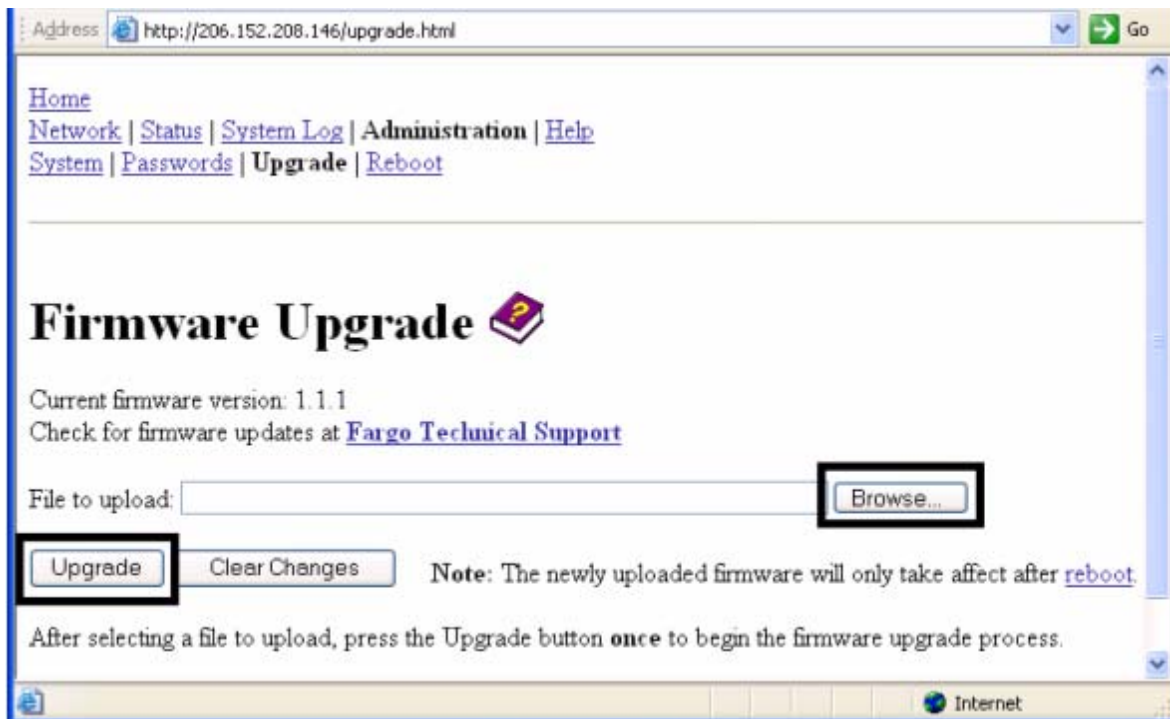 Address http://206.152.208.146/upgrade.html Go
Home
Network | Status | System Log | Administration | Help
System | Passwords | Upgrade | Reboot
Firmware Upgrade ?
Current firmware version: 1.1.1
Check for firmware updates at Fargo Technical Support
File to upload: Browse...
Upgrade Clear Changes Note: The newly uploaded firmware will only take affect after reboot.
After selecting a file to upload, press the Upgrade button once to begin the firmware upgrade process.
Internet